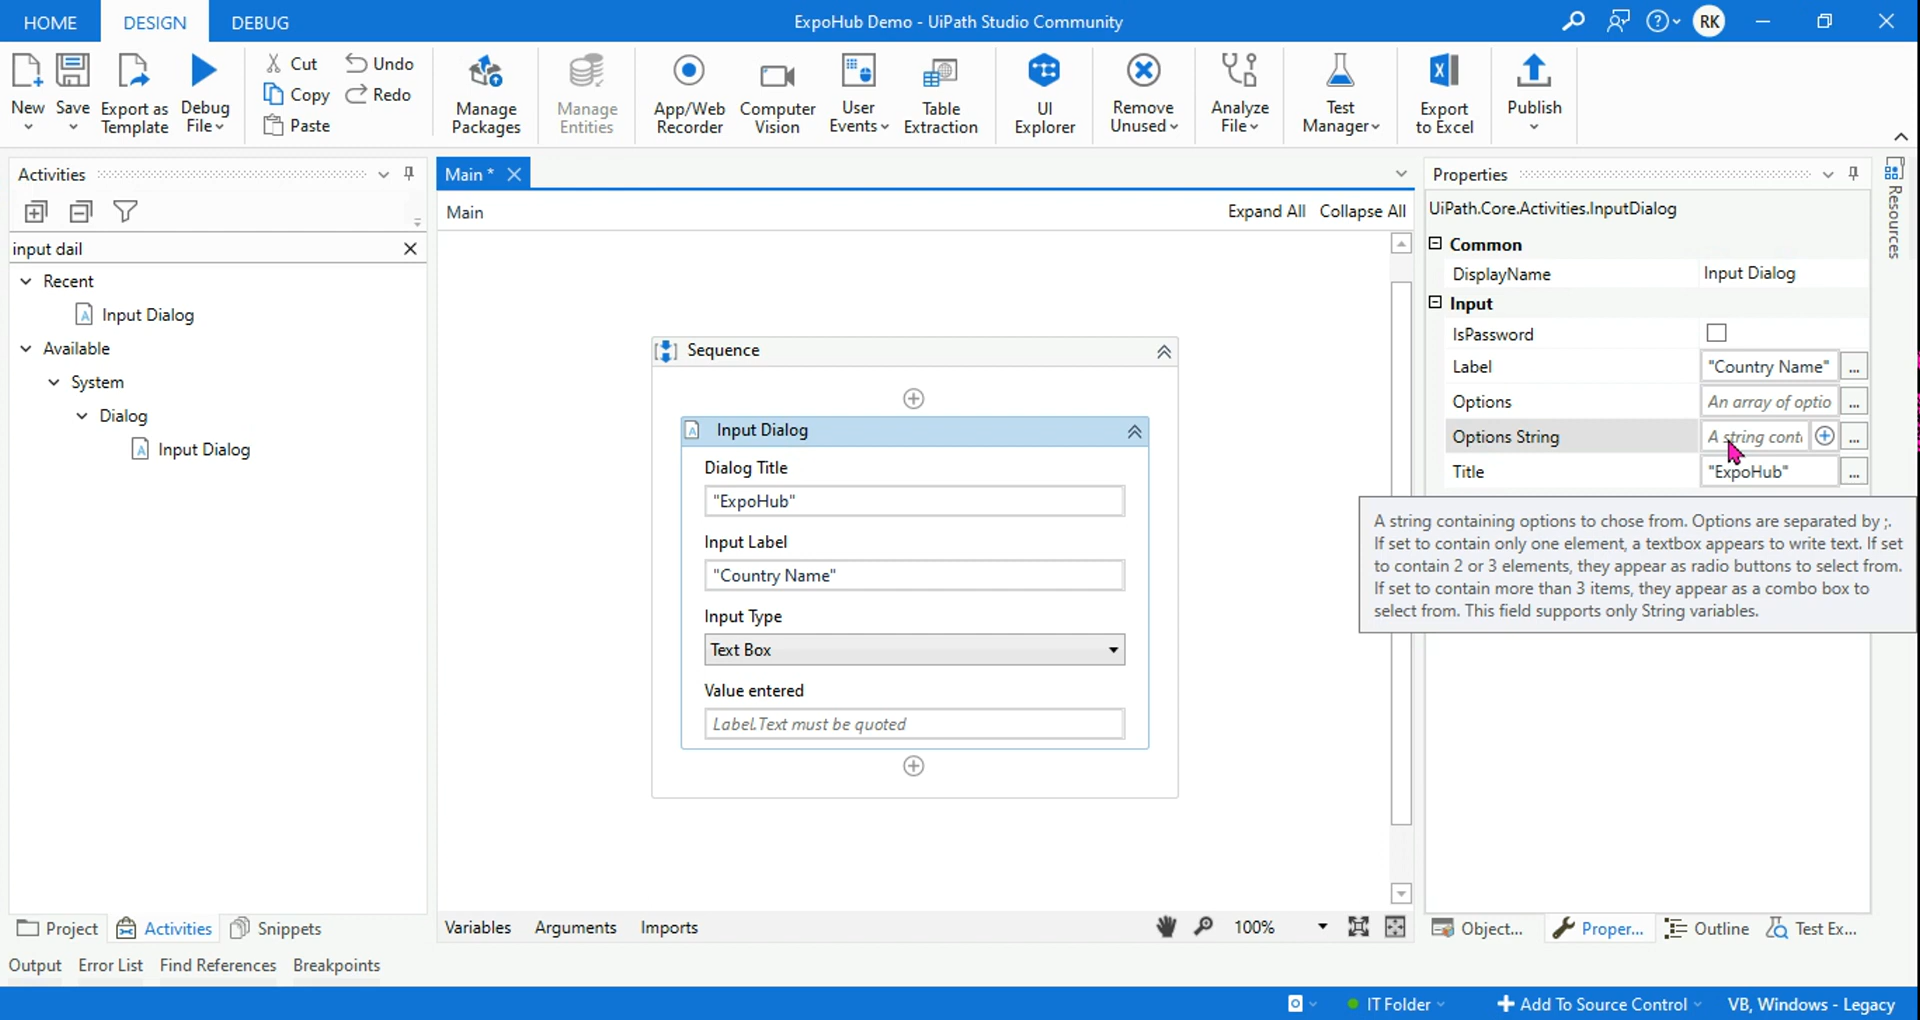 HOME
DESIGN
DEBUG
ExpoHub Demo - UiPath Studio Community
RK
New
Save
Export as
Template
Debug
File
Cut
Copy
Paste
Undo
Redo
Manage
Packages
Manage
Entities
App/Web
Recorder
Computer
Vision
User
Events
Table
Extraction
UI
Explorer
Remove
Unused
Analyze
File
Test
Manager
Export
to Excel
Publish
Activities
input dail
Recent
Input Dialog
Available
System
Dialog
Input Dialog
Main *
Main
Expand All
Collapse All
Sequence
Input Dialog
Dialog Title
"ExpoHub"
Input Label
"Country Name"
Input Type
Text Box
Value entered
Label.Text must be quoted
Properties
UiPath.Core.Activities.InputDialog
Common
DisplayName
Input Dialog
Input
IsPassword
Label
"Country Name"
...
Options
An array of optio
...
Options String
A string conta
...
Title
"ExpoHub"
...
A string containing options to chose from. Options are separated by ;.
If set to contain only one element, a textbox appears to write text. If set
to contain 2 or 3 elements, they appear as radio buttons to select from.
If set to contain more than 3 items, they appear as a combo box to
select from. This field supports only String variables.
Resources
Project
Activities
Snippets
Variables
Arguments
Imports
100%
Object...
Proper...
Outline
Test Ex...
Output
Error List
Find References
Breakpoints
IT Folder
Add To Source Control
VB, Windows - Legacy